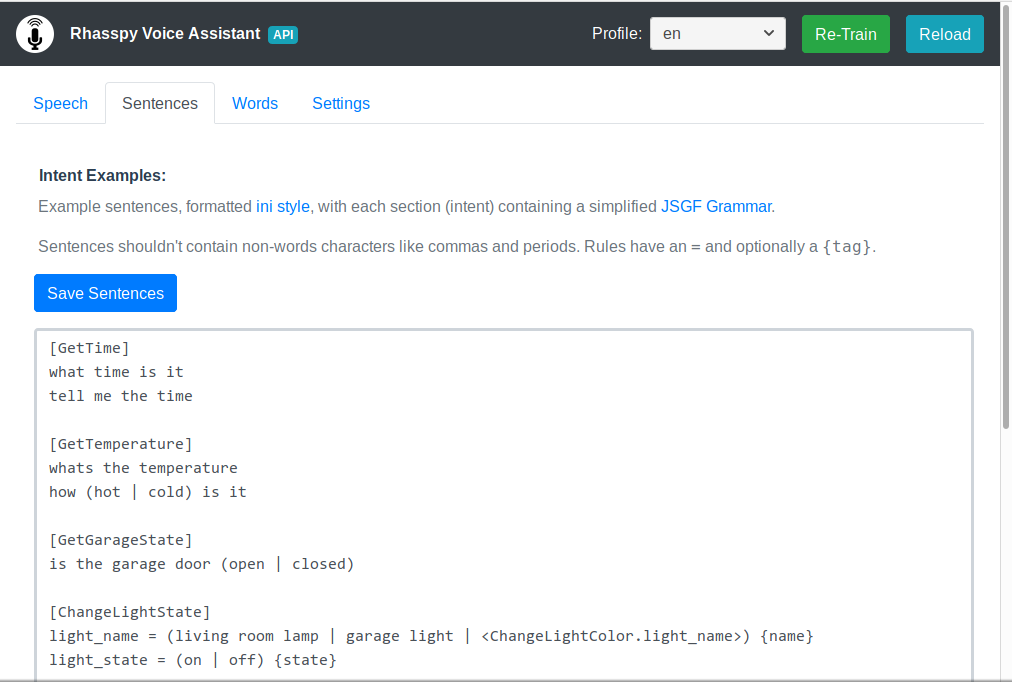 Rhasspy Voice Assistant API Profile: en Re-Train Reload
Speech Sentences Words Settings
Intent Examples:
Example sentences, formatted ini style, with each section (intent) containing a simplified JSGF Grammar.
Sentences shouldn't contain non-words characters like commas and periods. Rules have an = and optionally a {tag}.
Save Sentences
[GetTime]
what time is it
tell me the time
[GetTemperature]
whats the temperature
how (hot | cold) is it
[GetGarageState]
is the garage door (open | closed)
[ChangeLightState]
light_name = (living room lamp | garage light | <ChangeLightColor.light_name>) {name}
light_state = (on | off) {state}